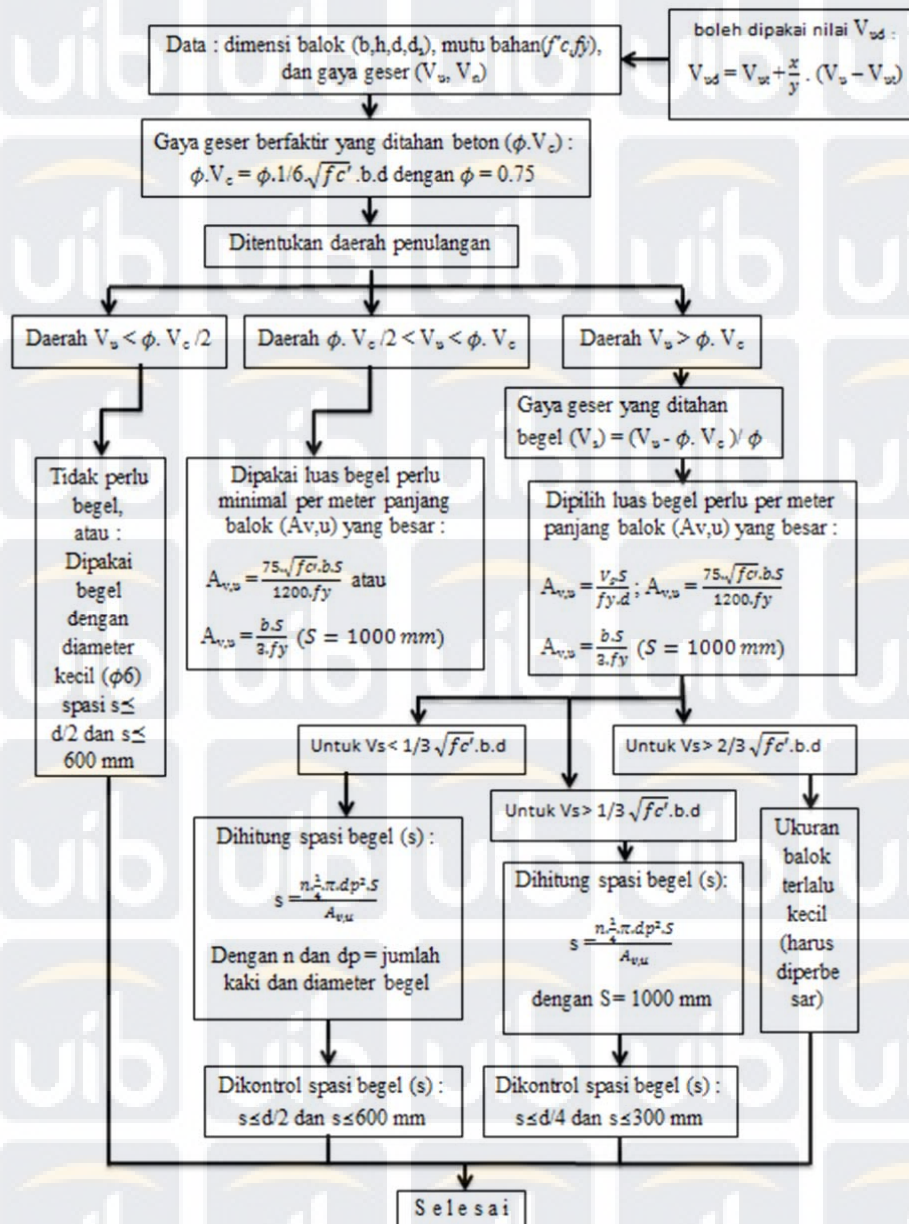 Data : dimensi balok (b,h,d,dₛ), mutu bahan(f'c,fy),
dan gaya geser (Vᵤ, Vₙ)
boleh dipakai nilai Vᵤd :
Vᵤd = Vᵤt + x/y . (Vᵤ – Vᵤt)
Gaya geser berfaktir yang ditahan beton (ϕ.V꜀) :
ϕ.V꜀ = ϕ.1/6.√fc' .b.d dengan ϕ = 0.75
Ditentukan daerah penulangan
Daerah Vᵤ < ϕ. V꜀ /2
Daerah ϕ. V꜀ /2 < Vᵤ < ϕ. V꜀
Daerah Vᵤ > ϕ. V꜀
Gaya geser yang ditahan
begel (Vₛ) = (Vᵤ - ϕ. V꜀ )/ ϕ
Tidak perlu
begel,
atau :
Dipakai
begel
dengan
diameter
kecil (ϕ6)
spasi s≤
d/2 dan s≤
600 mm
Dipakai luas begel perlu
minimal per meter panjang
balok (Av,u) yang besar :
Aᵥ,ᵤ = 75.√fc'.b.S / 1200.fy atau
Aᵥ,ᵤ = b.S / 3.fy (S = 1000 mm)
Dipilih luas begel perlu per meter
panjang balok (Av,u) yang besar :
Aᵥ,ᵤ = Vₛ.S / fy.d ; Aᵥ,ᵤ = 75.√fc'.b.S / 1200.fy
Aᵥ,ᵤ = b.S / 3.fy (S = 1000 mm)
Untuk Vs< 1/3 √fc'.b.d
Untuk Vs> 2/3 √fc'.b.d
Untuk Vs> 1/3 √fc'.b.d
Dihitung spasi begel (s) :
s = n.¼.π.dp².S / Aᵥ,ᵤ
Dengan n dan dp = jumlah
kaki dan diameter begel
Dihitung spasi begel (s):
s = n.¼.π.dp².S / Aᵥ,ᵤ
dengan S= 1000 mm
Ukuran
balok
terlalu
kecil
(harus
diperbe
sar)
Dikontrol spasi begel (s) :
s≤d/2 dan s≤600 mm
Dikontrol spasi begel (s) :
s≤d/4 dan s≤300 mm
Selesai
uib